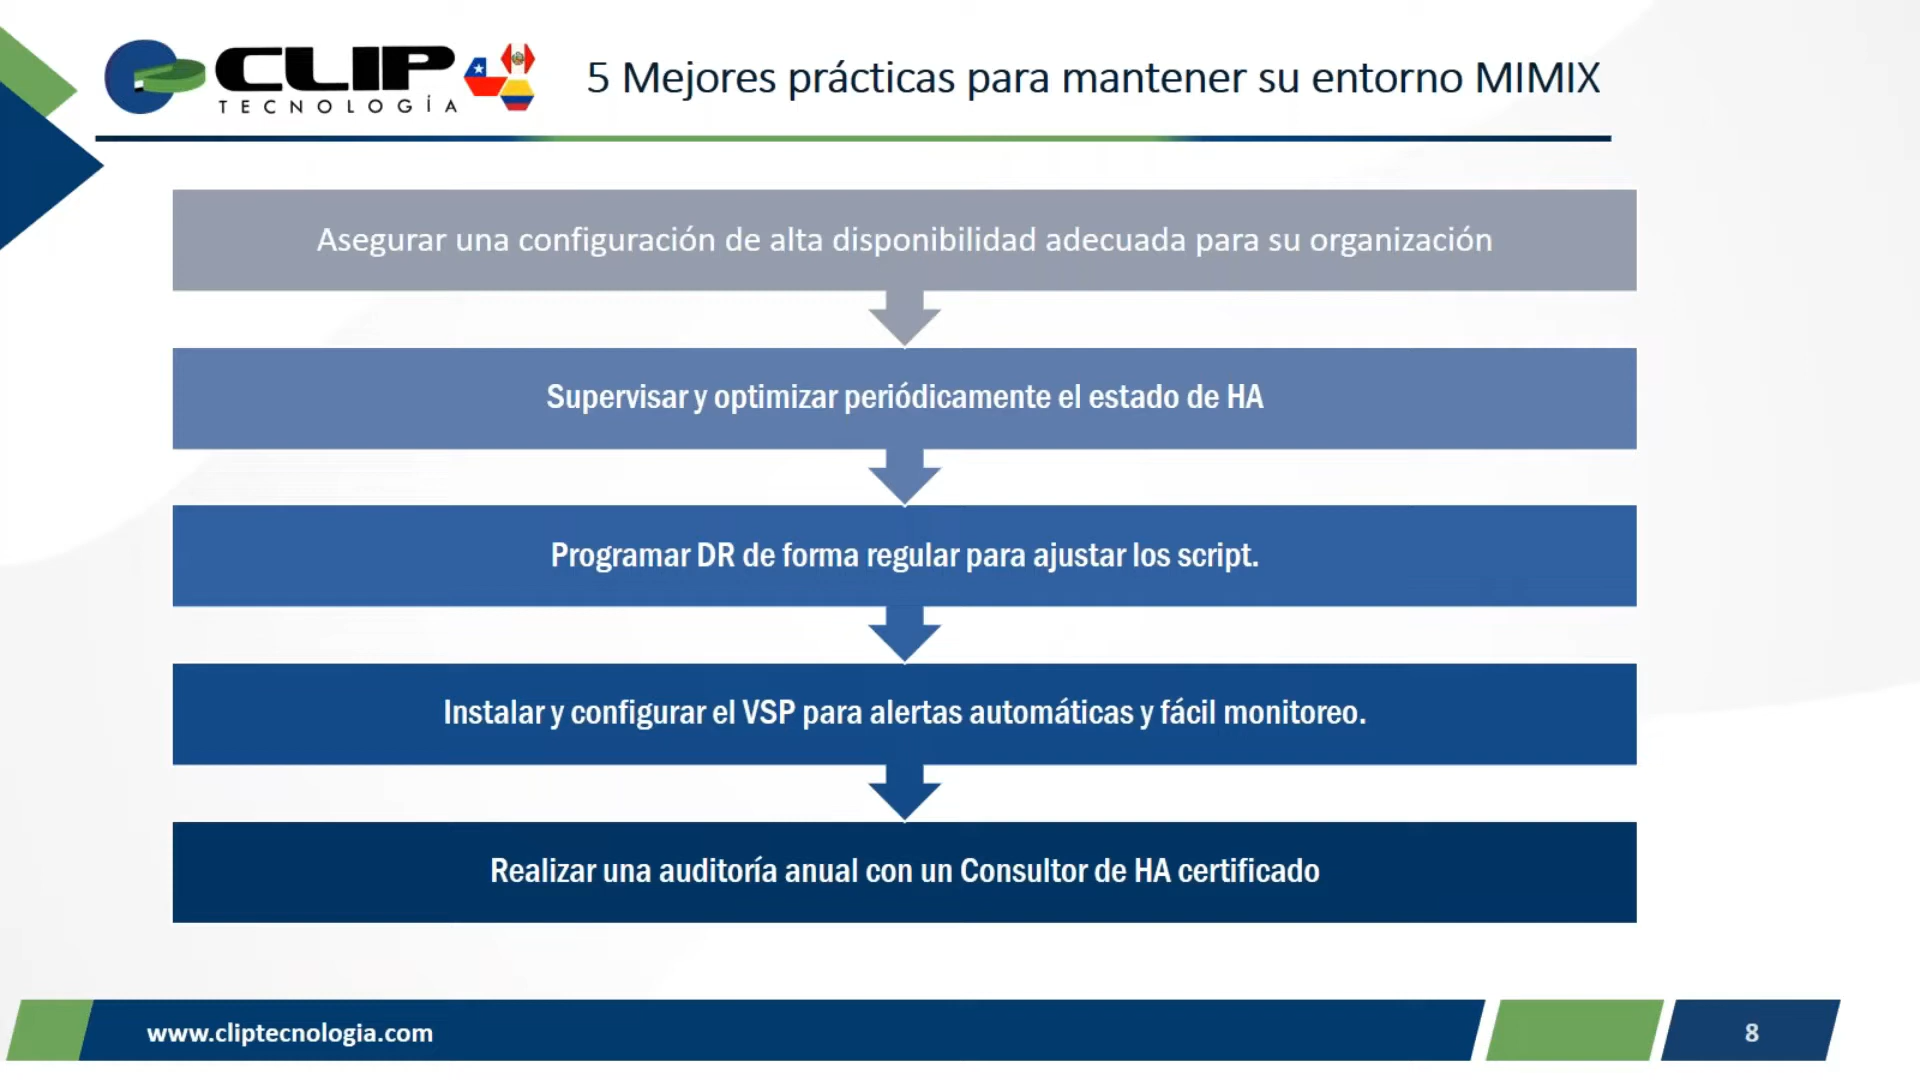 CLIP
TECNOLOGÍA
5 Mejores prácticas para mantener su entorno MIMIX
Asegurar una configuración de alta disponibilidad adecuada para su organización
Supervisar y optimizar periódicamente el estado de HA
Programar DR de forma regular para ajustar los script.
Instalar y configurar el VSP para alertas automáticas y fácil monitoreo.
Realizar una auditoría anual con un Consultor de HA certificado
www.cliptecnologia.com
8